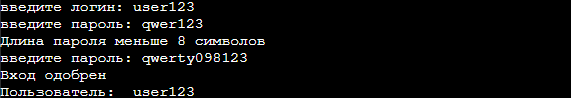 введите логин: user123
введите пароль: qwer123
Длина пароля меньше 8 символов
введите пароль: qwerty098123
Вход одобрен
Пользователь:  user123